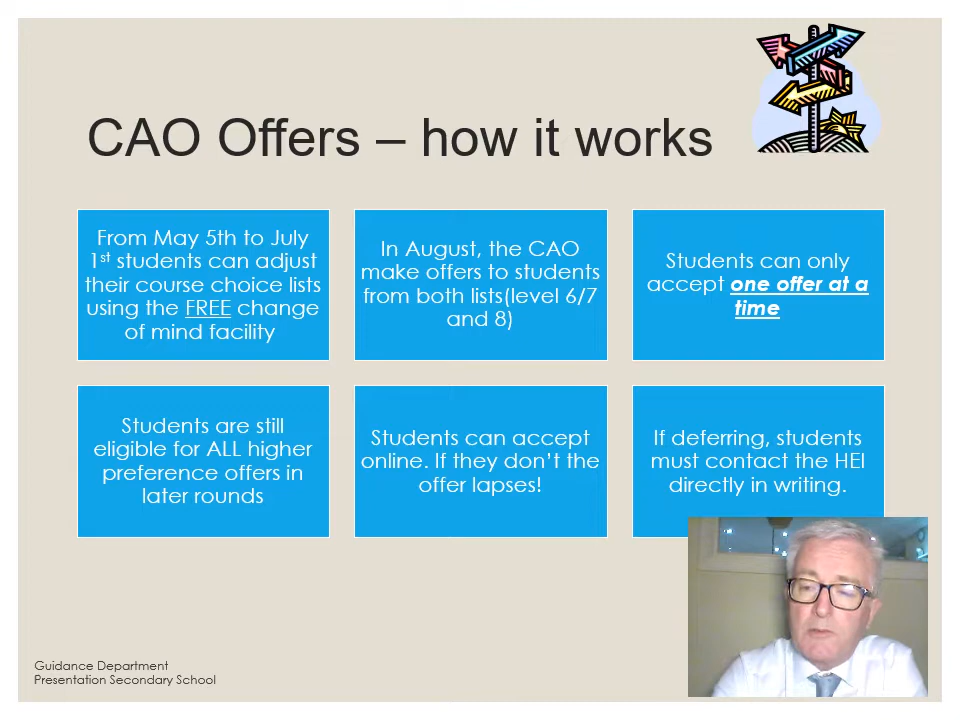 CAO Offers – how it works
From May 5th to July
1st students can adjust
their course choice lists
using the FREE change
of mind facility
In August, the CAO
make offers to students
from both lists(level 6/7
and 8)
Students can only
accept one offer at a
time
Students are still
eligible for ALL higher
preference offers in
later rounds
Students can accept
online. If they don’t the
offer lapses!
If deferring, students
must contact the HEI
directly in writing.
Guidance Department
Presentation Secondary School